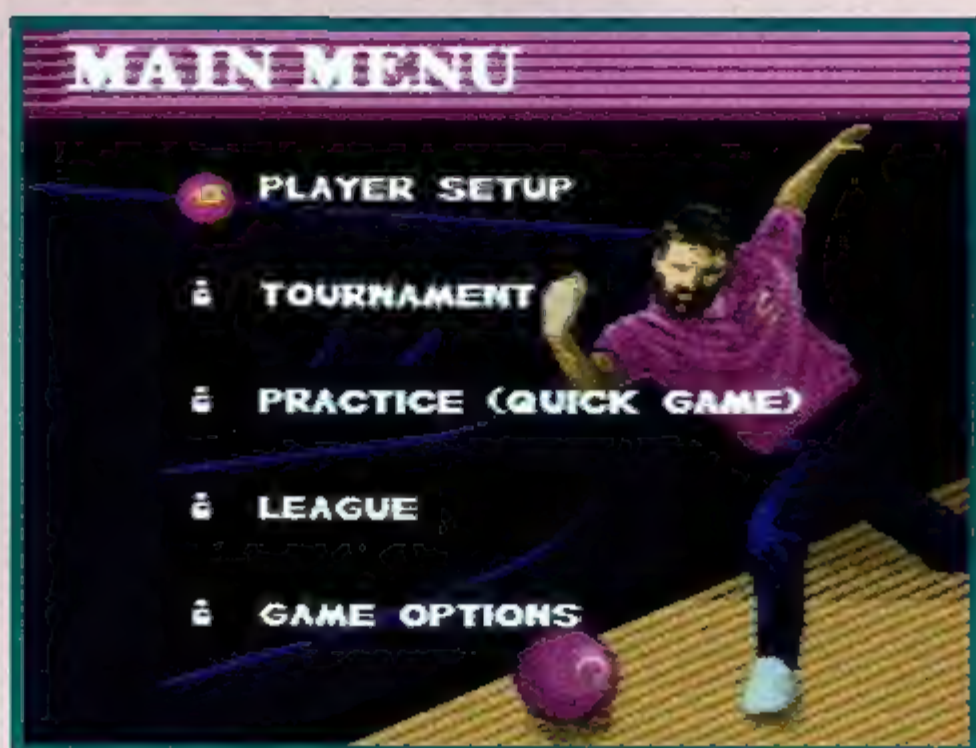 MAIN MENU
PLAYER SETUP
TOURNAMENT
PRACTICE (QUICK GAME)
LEAGUE
GAME OPTIONS